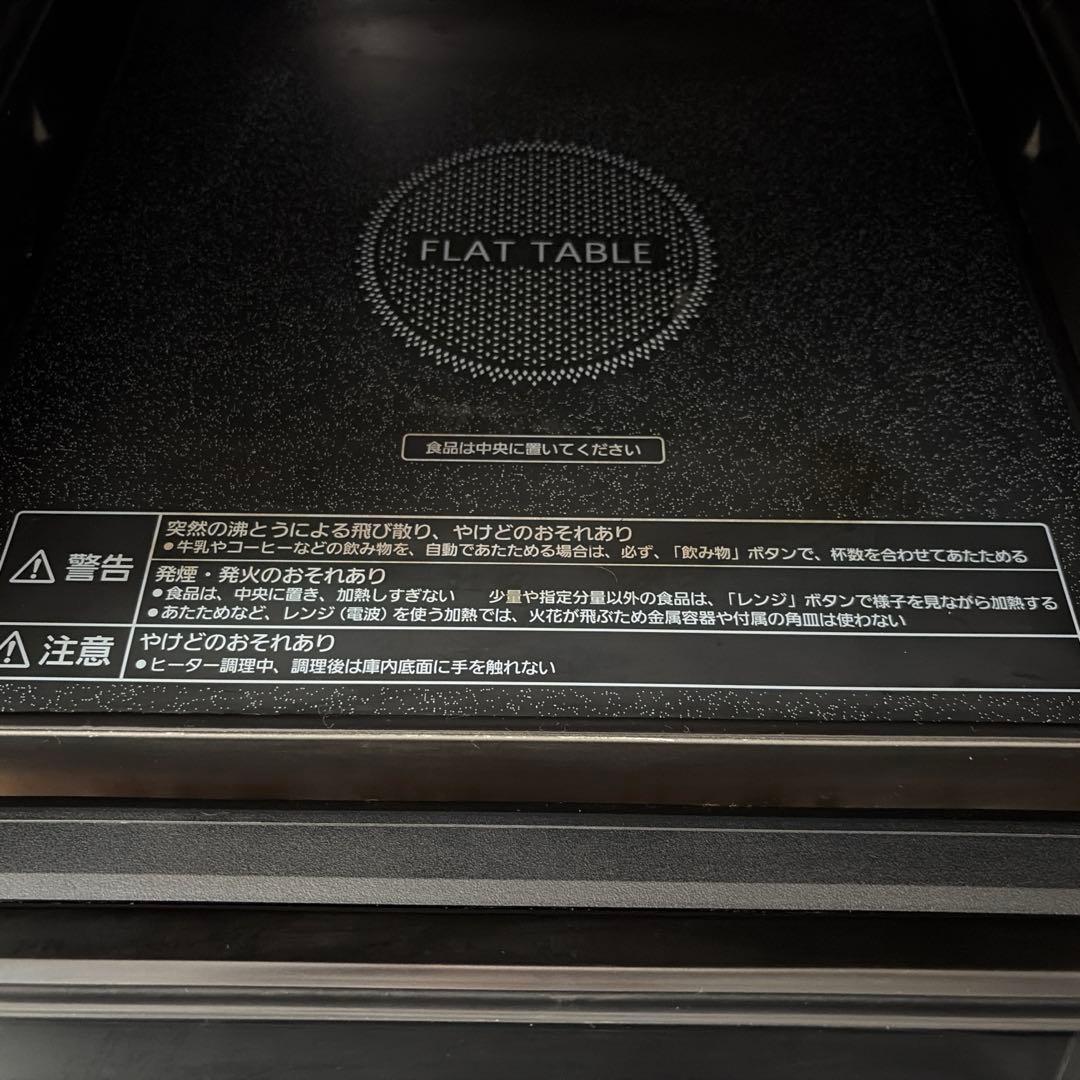 FLAT TABLE
食品は中央に置いてください
警告
突然の沸とうによる飛び散り、やけどのおそれあり
●牛乳やコーヒーなどの飲み物を、自動であたためる場合は、必ず、「飲み物」ボタンで、杯数を合わせてあたためる
発煙・発火のおそれあり
●食品は、中央に置き、加熱しすぎない　少量や指定分量以外の食品は、「レンジ」ボタンで様子を見ながら加熱する
●あたためなど、レンジ(電波)を使う加熱では、火花が飛ぶため金属容器や付属の角皿は使わない
注意
やけどのおそれあり
●ヒーター調理中、調理後は庫内底面に手を触れない